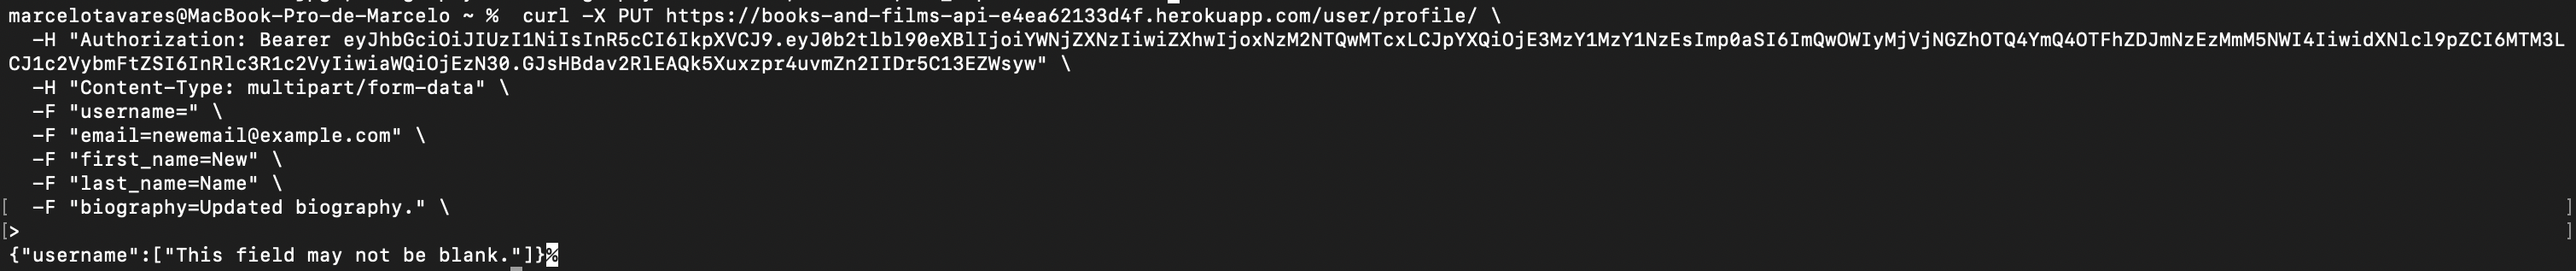 marcelotavares@MacBook-Pro-de-Marcelo ~ %  curl -X PUT https://books-and-films-api-e4ea62133d4f.herokuapp.com/user/profile/ \
  -H "Authorization: Bearer eyJhbGciOiJIUzI1NiIsInR5cCI6IkpXVCJ9.eyJ0b2tlbl90eXBlIjoiYWNjZXNzIiwiZXhwIjoxNzM2NTQwMTcxLCJpYXQiOjE3MzY1MzY1NzEsImp0aSI6ImQwOWIyMjVjNGZhOTQ4YmQ4OTFhZDJmNzEzMmM5NWI4IiwidXNlcl9pZCI6MTM3L
CJ1c2VybmFtZSI6InRlc3R1c2VyIiwiaWQiOjEzN30.GJsHBdav2RlEAQk5Xuxzpr4uvmZn2IIDr5C13EZWsyw" \
  -H "Content-Type: multipart/form-data" \
  -F "username=" \
  -F "email=newemail@example.com" \
  -F "first_name=New" \
  -F "last_name=Name" \
[  -F "biography=Updated biography." \ ]
[> ]
{"username":["This field may not be blank."]}%